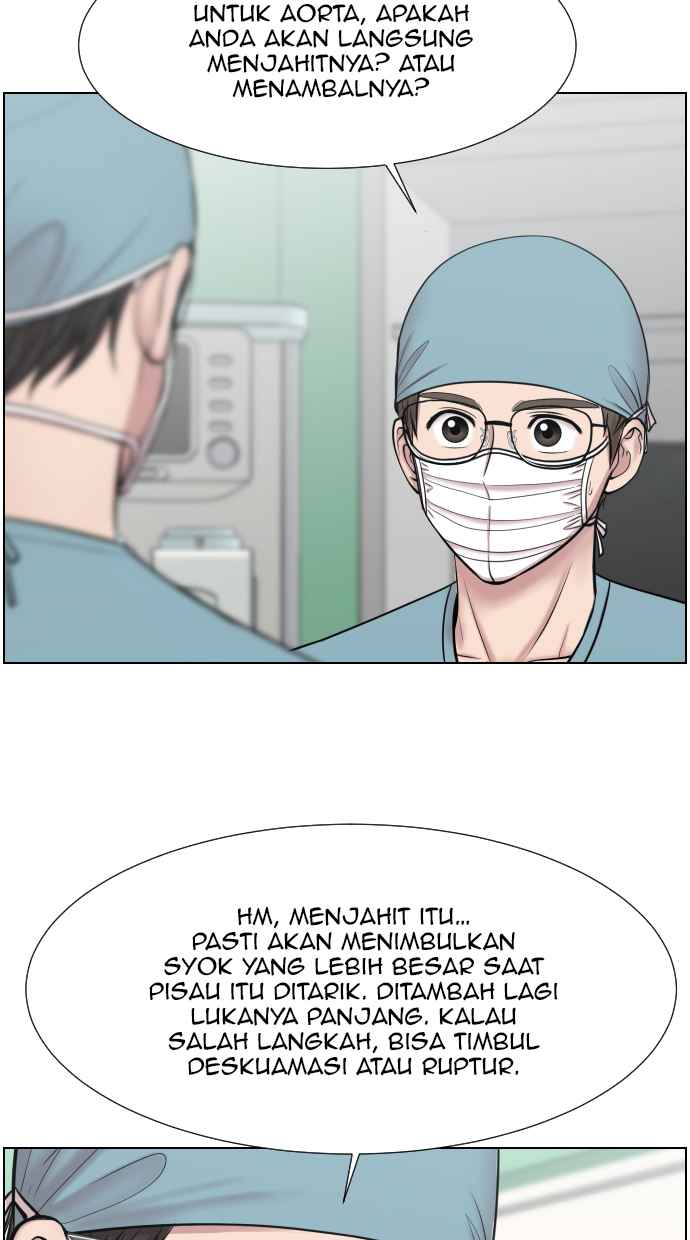 UNTUK AORTA, APAKAH
ANDA AKAN LANGSUNG
MENJAHITNYA? ATAU
MENAMBALNYA?
HM, MENJAHIT ITU...
PASTI AKAN MENIMBULKAN
SYOK YANG LEBIH BESAR SAAT
PISAU ITU DITARIK. DITAMBAH LAGI
LUKANYA PANJANG. KALAU
SALAH LANGKAH, BISA TIMBUL
DESKUAMASI ATAU RUPTUR.